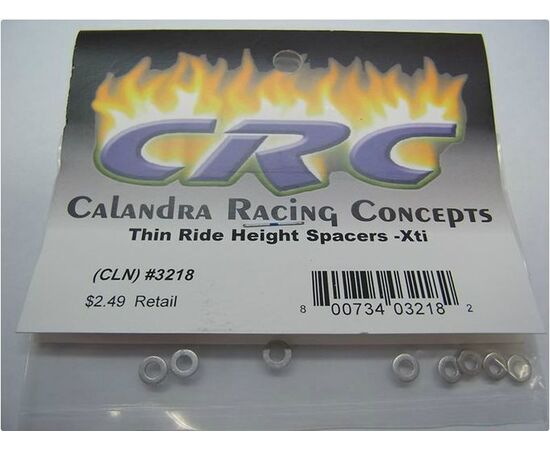 CRC
CALANDRA RACING CONCEPTS
Thin Ride Height Spacers -Xti
(CLN) #3218
$2.49 Retail
8 00734 03218 2